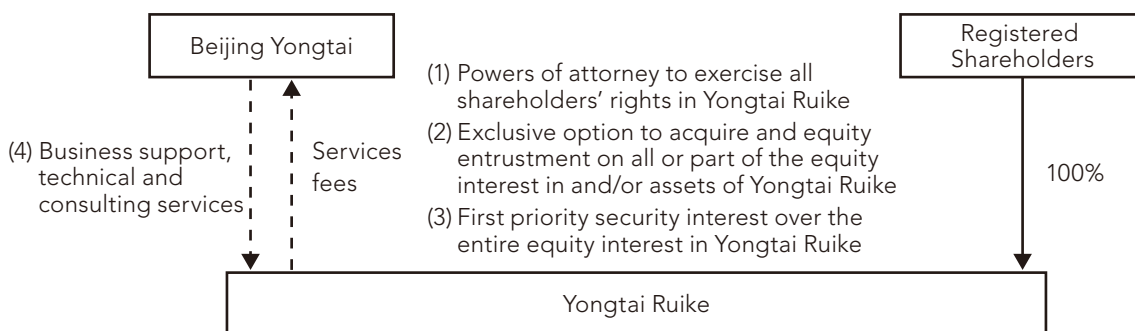 Beijing Yongtai
Registered
Shareholders
(1) Powers of attorney to exercise all
shareholders’ rights in Yongtai Ruike
(2) Exclusive option to acquire and equity
entrustment on all or part of the equity
interest in and/or assets of Yongtai Ruike
(3) First priority security interest over the
entire equity interest in Yongtai Ruike
(4) Business support,
technical and
consulting services
Services
fees
100%
Yongtai Ruike